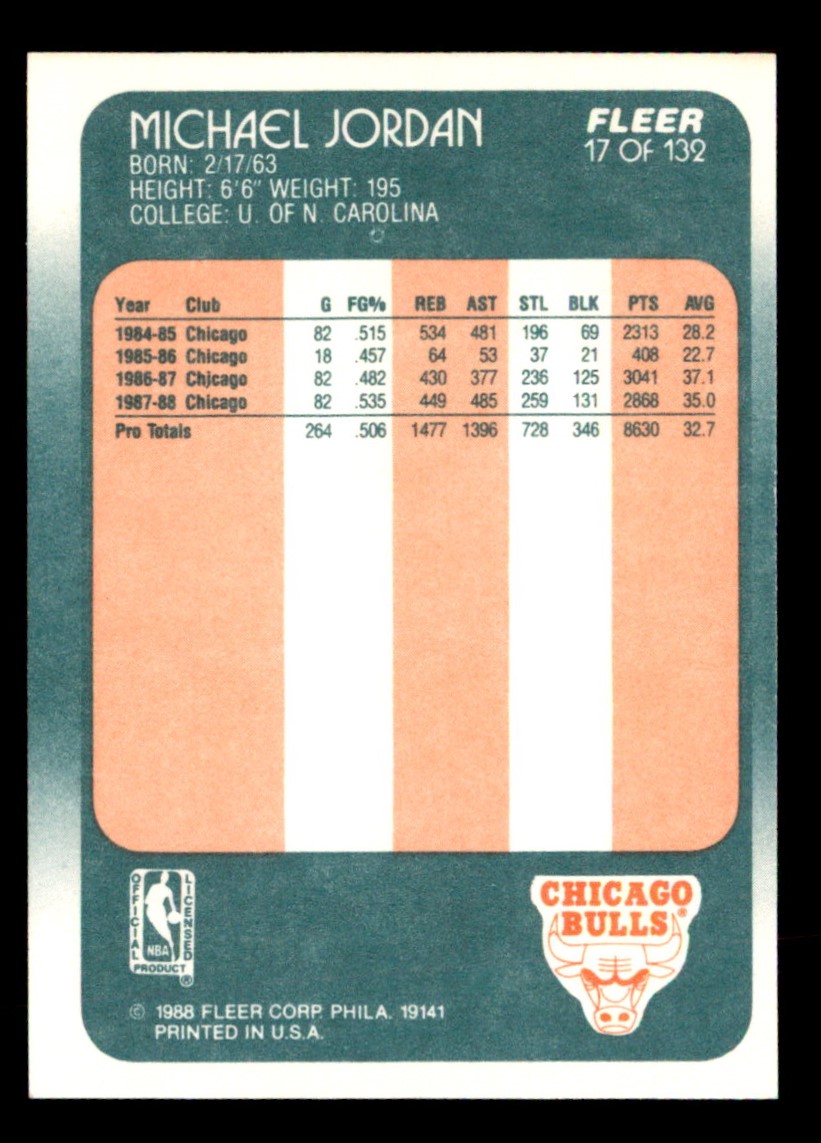 MICHAEL JORDAN
FLEER
17 OF 132
BORN: 2/17/63
HEIGHT: 6'6" WEIGHT: 195
COLLEGE: U. OF N. CAROLINA
Year Club G FG% REB AST STL BLK PTS AVG
1984-85 Chicago 82 .515 534 481 196 69 2313 28.2
1985-86 Chicago 18 .457 64 53 37 21 408 22.7
1986-87 Chicago 82 .482 430 377 236 125 3041 37.1
1987-88 Chicago 82 .535 449 485 259 131 2868 35.0
Pro Totals 264 .506 1477 1396 728 346 8630 32.7
OFFICIAL
LICENSED
NBA
PRODUCT
®
CHICAGO
BULLS®
© 1988 FLEER CORP. PHILA. 19141
PRINTED IN U.S.A.